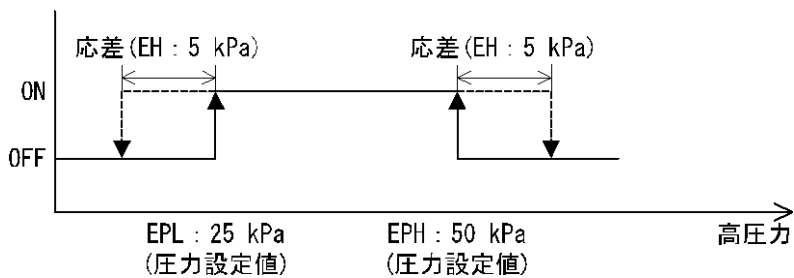 応差(EH : 5 kPa)
応差(EH : 5 kPa)
ON
OFF
EPL : 25 kPa
(圧力設定値)
EPH : 50 kPa
(圧力設定値)
高圧力